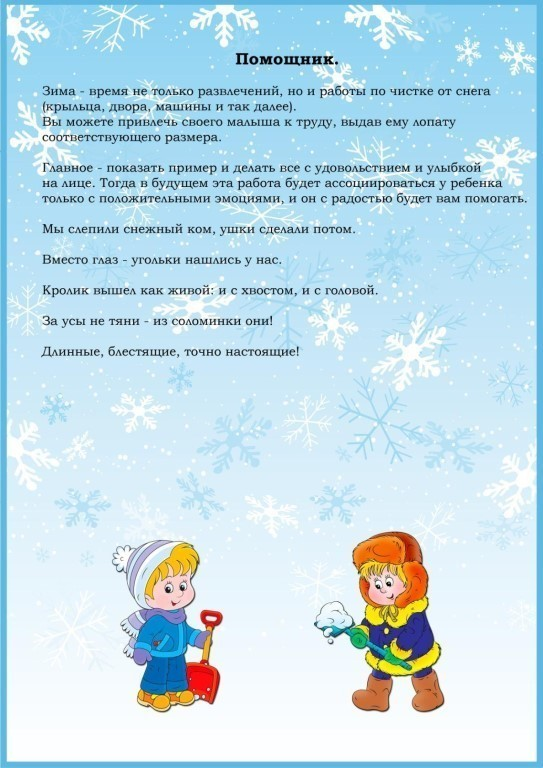 Помощник.
Зима - время не только развлечений, но и работы по чистке от снега
(крыльца, двора, машины и так далее).
Вы можете привлечь своего малыша к труду, выдав ему лопату
соответствующего размера.
Главное - показать пример и делать все с удовольствием и улыбкой
на лице. Тогда в будущем эта работа будет ассоциироваться у ребенка
только с положительными эмоциями, и он с радостью будет вам помогать.
Мы слепили снежный ком, ушки сделали потом.
Вместо глаз - угольки нашлись у нас.
Кролик вышел как живой: и с хвостом, и с головой.
За усы не тяни - из соломинки они!
Длинные, блестящие, точно настоящие!